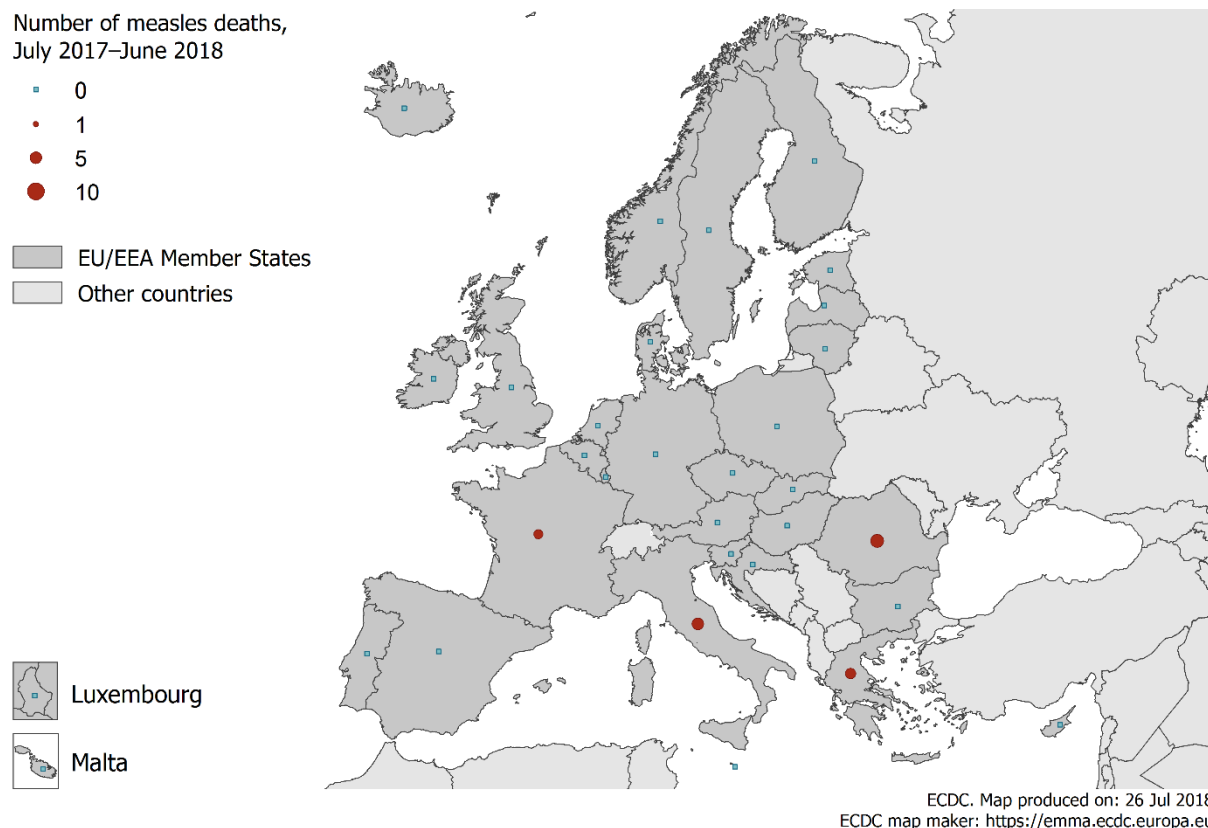 Number of measles deaths,
July 2017–June 2018
0
1
5
10
EU/EEA Member States
Other countries
Luxembourg
Malta
ECDC. Map produced on: 26 Jul 2018
ECDC map maker: https://emma.ecdc.europa.eu